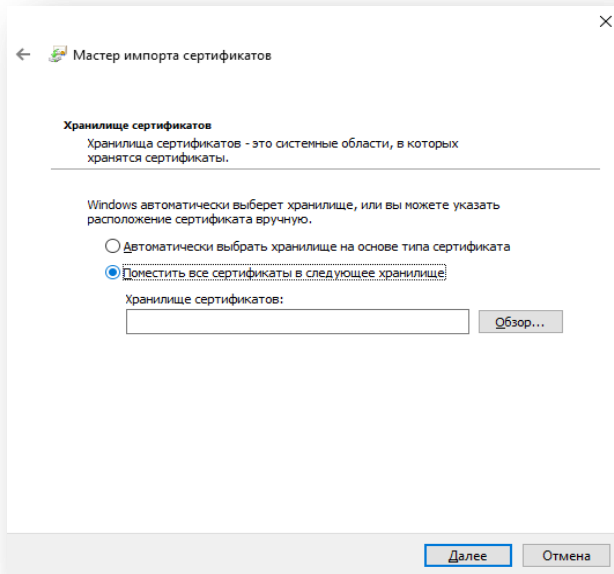 Мастер импорта сертификатов
Хранилище сертификатов
Хранилища сертификатов - это системные области, в которых
хранятся сертификаты.
Windows автоматически выберет хранилище, или вы можете указать
расположение сертификата вручную.
Автоматически выбрать хранилище на основе типа сертификата
Поместить все сертификаты в следующее хранилище
Хранилище сертификатов:
Обзор...
Далее
Отмена